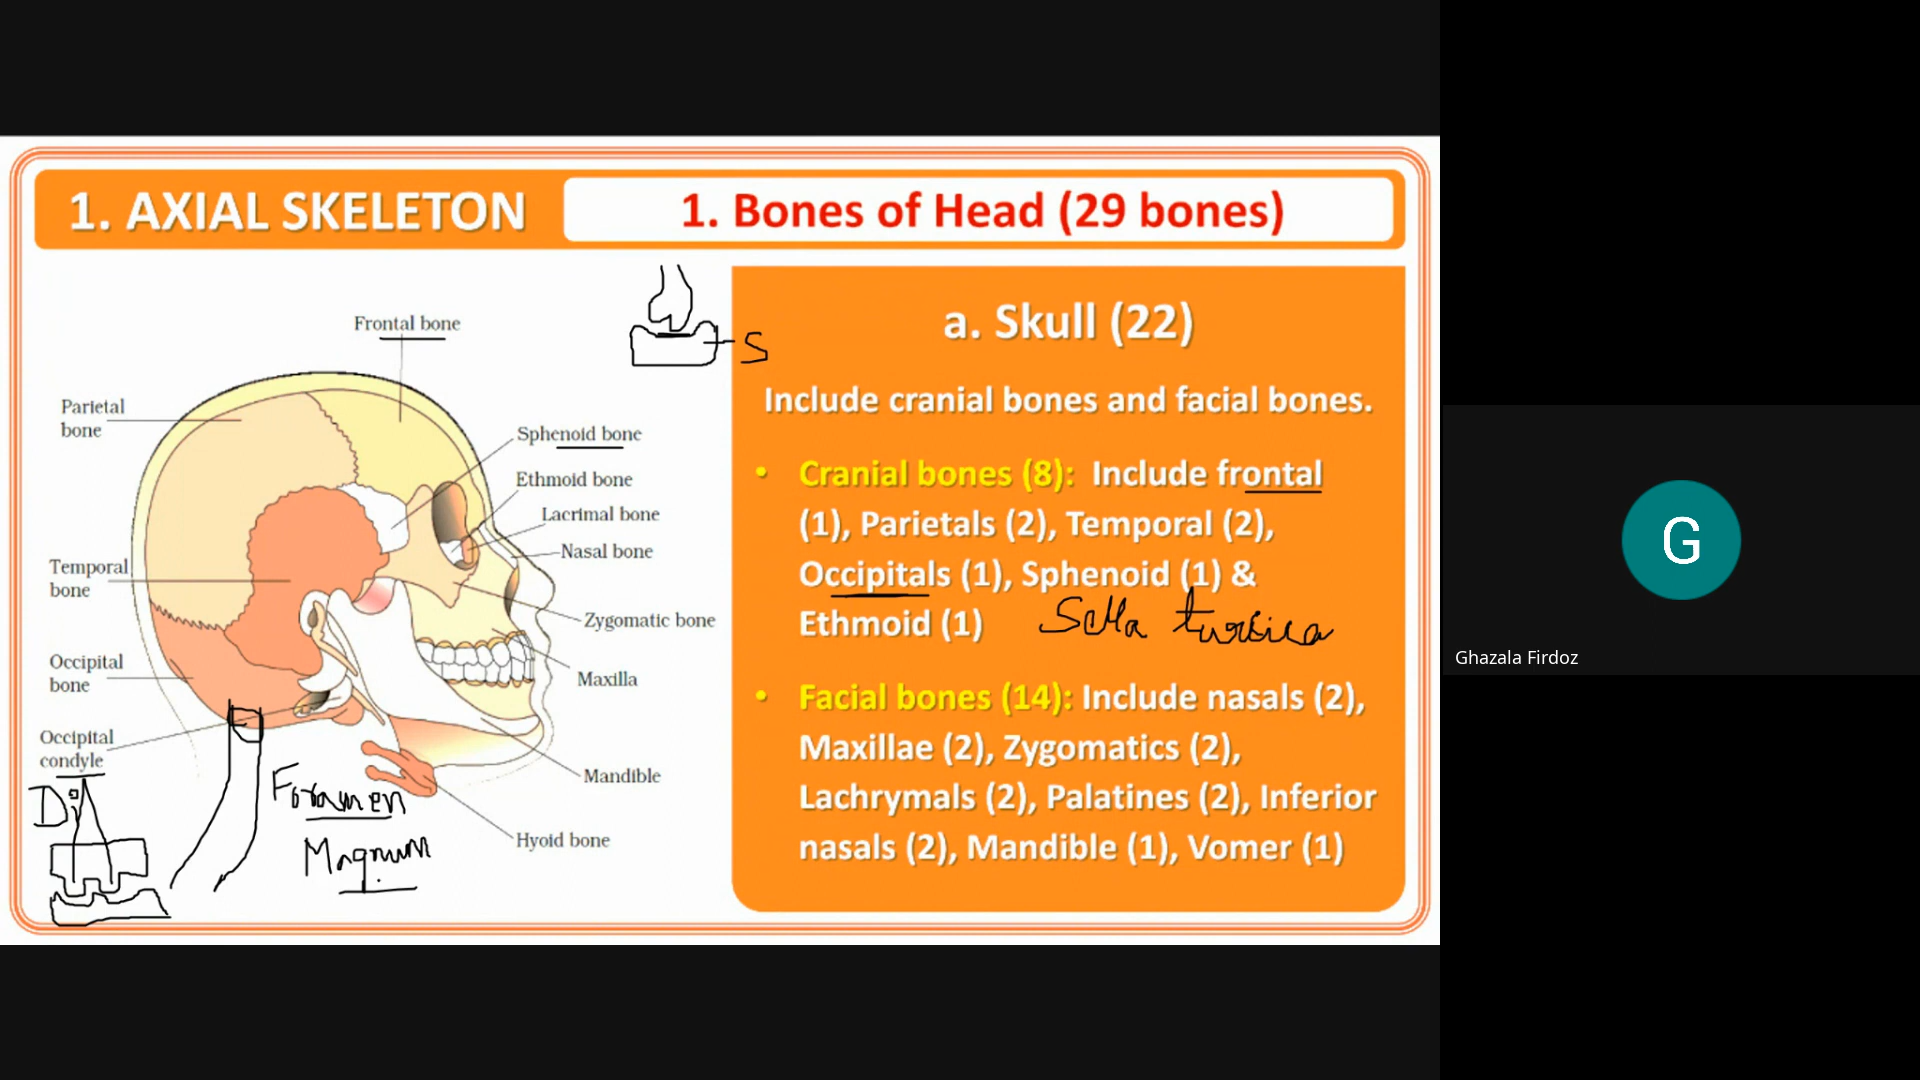 1. AXIAL SKELETON
1. Bones of Head (29 bones)
Frontal bone
Parietal
bone
Sphenoid bone
Ethmoid bone
Lacrimal bone
Nasal bone
Temporal
bone
Zygomatic bone
Occipital
bone
Maxilla
Occipital
condyle
Mandible
Hyoid bone
Di
Foramen
Magnum
S
a. Skull (22)
Include cranial bones and facial bones.
• Cranial bones (8): Include frontal
(1), Parietals (2), Temporal (2),
Occipitals (1), Sphenoid (1) &
Ethmoid (1)
Sella turcica
• Facial bones (14): Include nasals (2),
Maxillae (2), Zygomatics (2),
Lachrymals (2), Palatines (2), Inferior
nasals (2), Mandible (1), Vomer (1)
G
Ghazala Firdoz